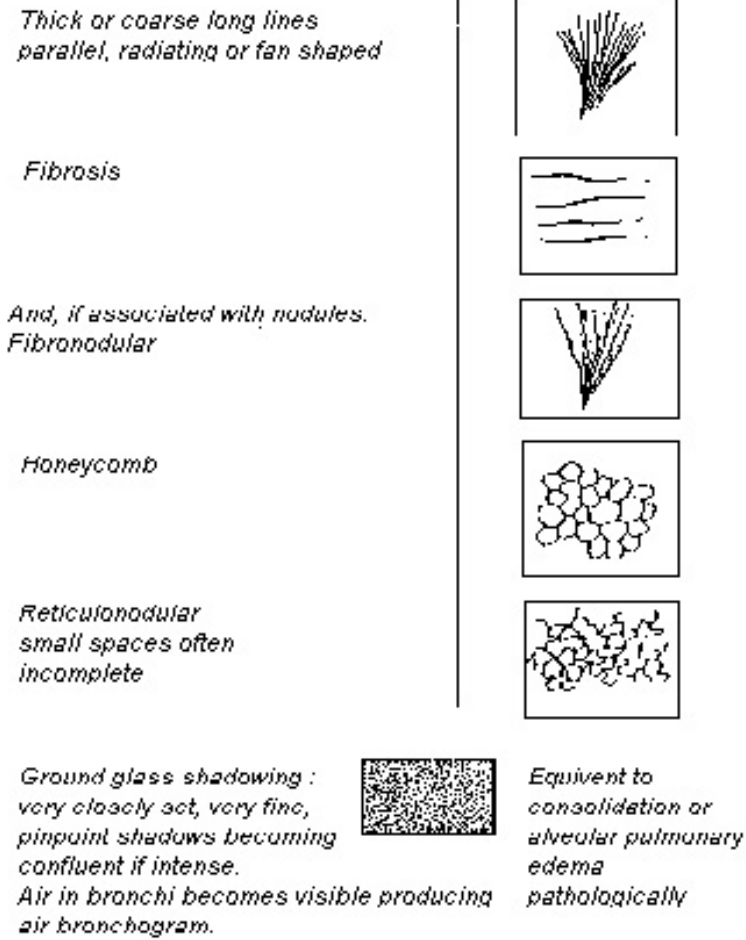 Thick or coarse long lines
parallel, radiating or fan shaped
Fibrosis
And, if associated with nodules.
Fibronodular
Honeycomb
Reticulonodular
small spaces often
incomplete
Ground glass shadowing :
very closely set, very fine,
pinpoint shadows becoming
confluent if intense.
Air in bronchi becomes visible producing
air bronchogram.
Equivent to
consolidation or
alveolar pulmonary
edema
pathologically